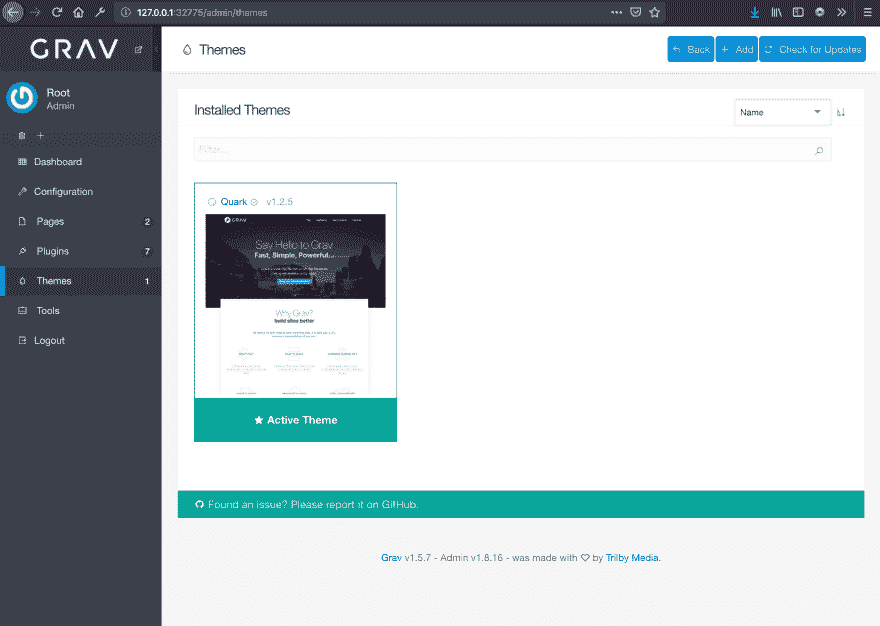 127.0.0.1:32775/admin/themes
GRAV
Themes
Back
Add
Check for Updates
Root
Admin
Dashboard
Configuration
Pages 2
Plugins 7
Themes 1
Tools
Logout
Installed Themes
Name
Filter...
Quark v1.2.5
GRAV
Say Hello to Grav
Fast, Simple, Powerful...
Why Grav?
build sites better
Active Theme
Found an issue? Please report it on GitHub.
Grav v1.5.7 - Admin v1.8.16 - was made with ♡ by Trilby Media.